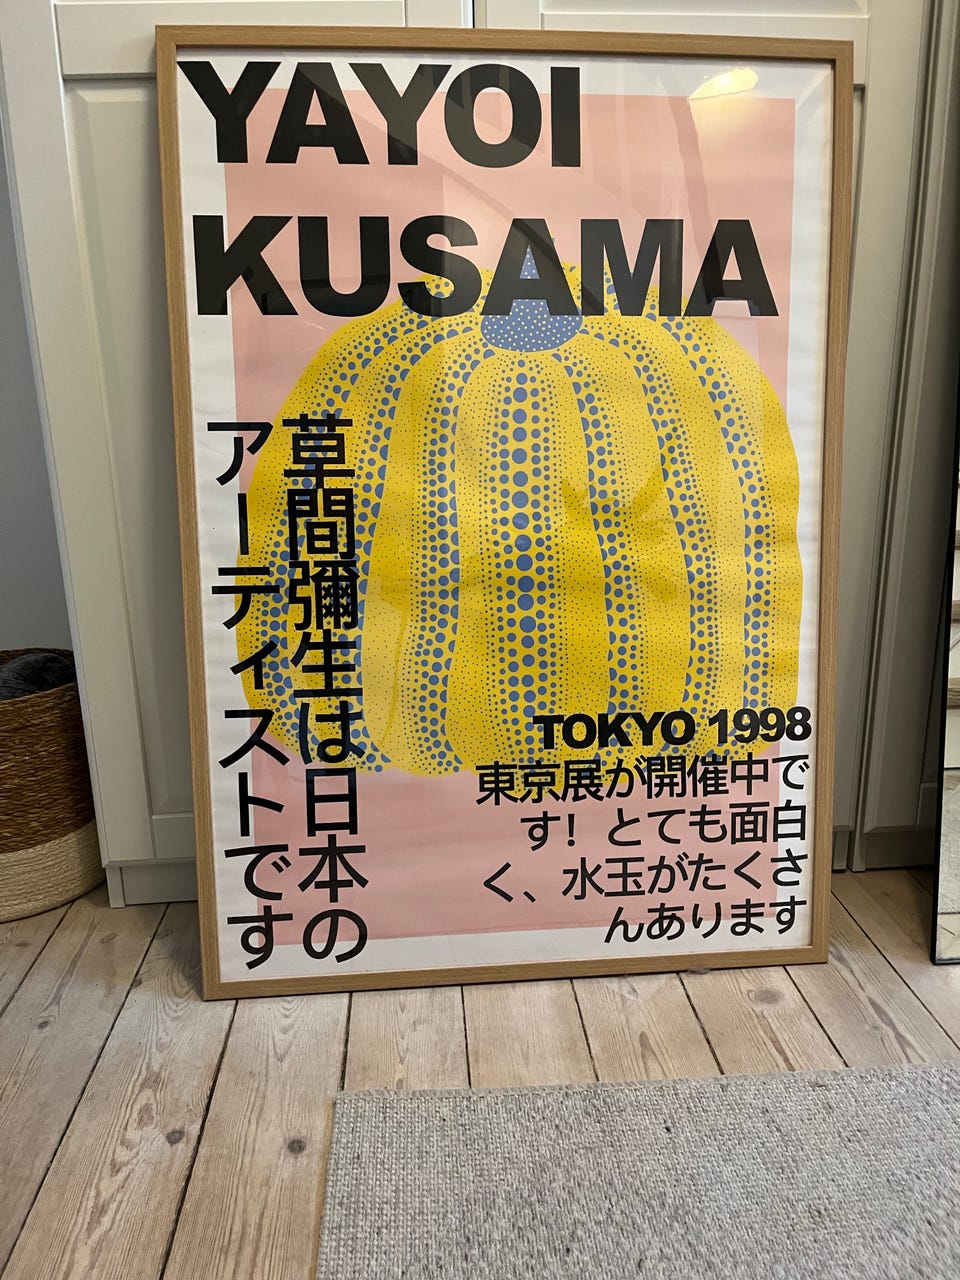 YAYOI
KUSAMA
草間彌生は日本の
アーティストです
TOKYO 1998
東京展が開催中で
す！とても面白
く、水玉がたくさ
んあります